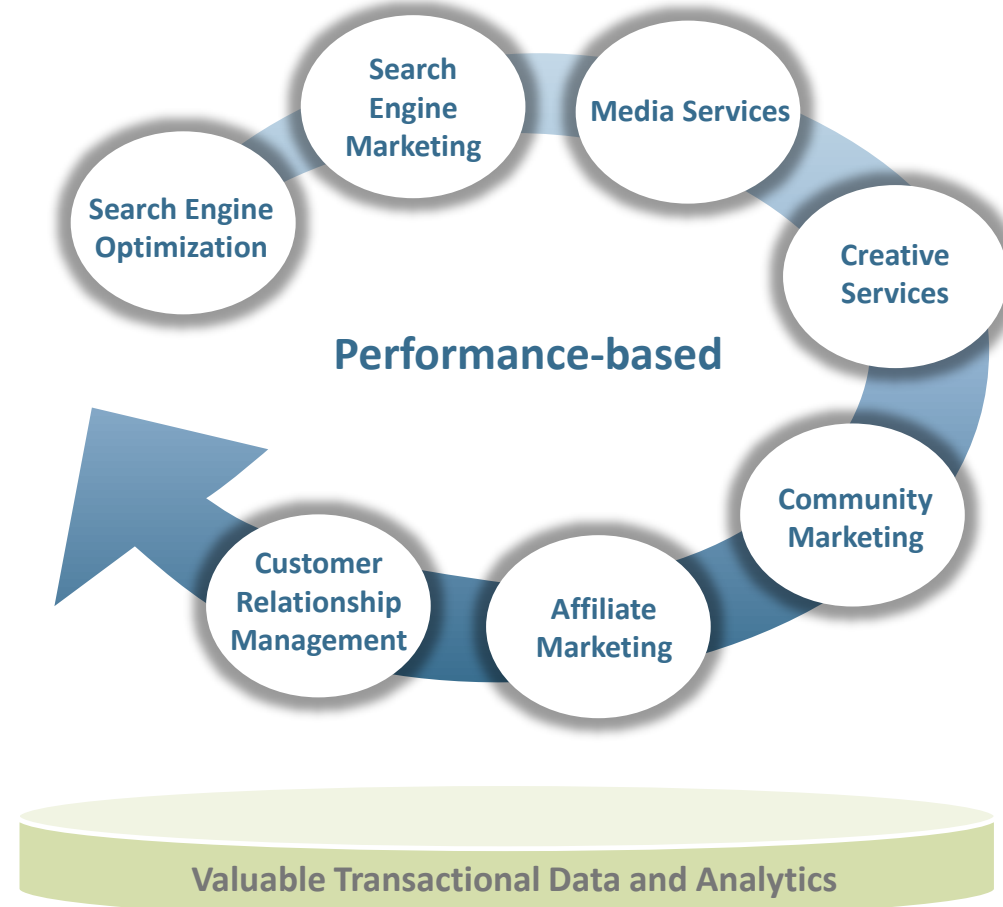 Search
Engine
Marketing
Media Services
Search Engine
Optimization
Creative
Services
Performance-based
Community
Marketing
Customer
Relationship
Management
Affiliate
Marketing
Valuable Transactional Data and Analytics